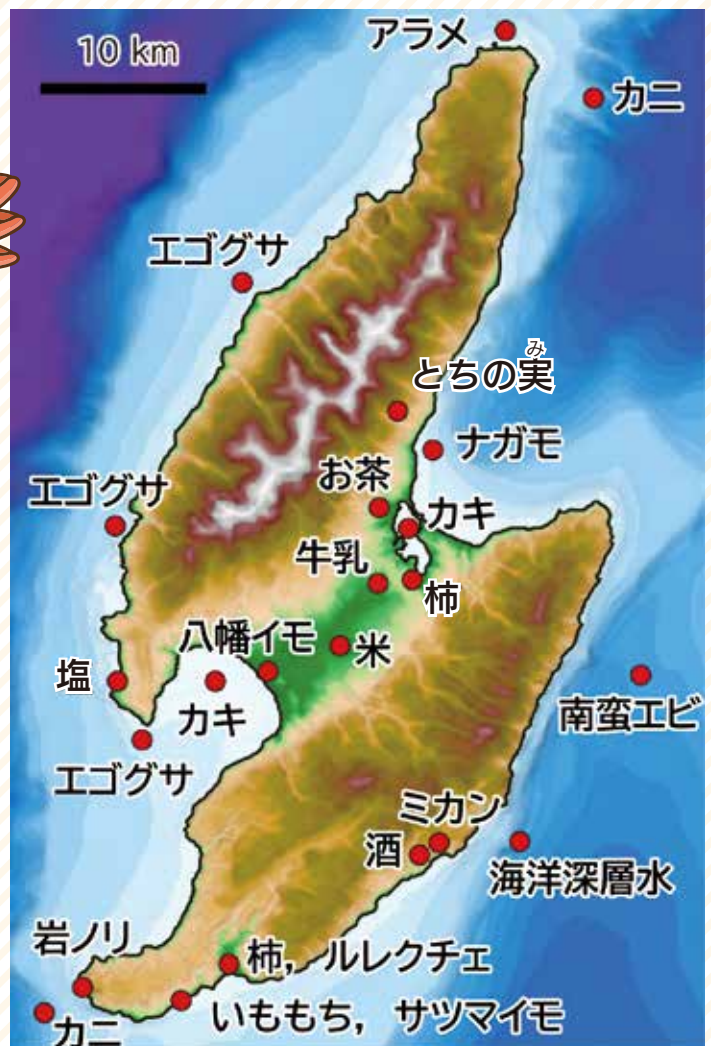 アラメ
10 km
カニ
エゴグサ
み
とちの実
ナガモ
お茶
エゴグサ
カキ
牛乳
柿
八幡イモ
米
塩
カキ
南蛮エビ
エゴグサ
ミカン
酒
海洋深層水
岩ノリ
柿，ルレクチェ
いももち，サツマイモ
カニ